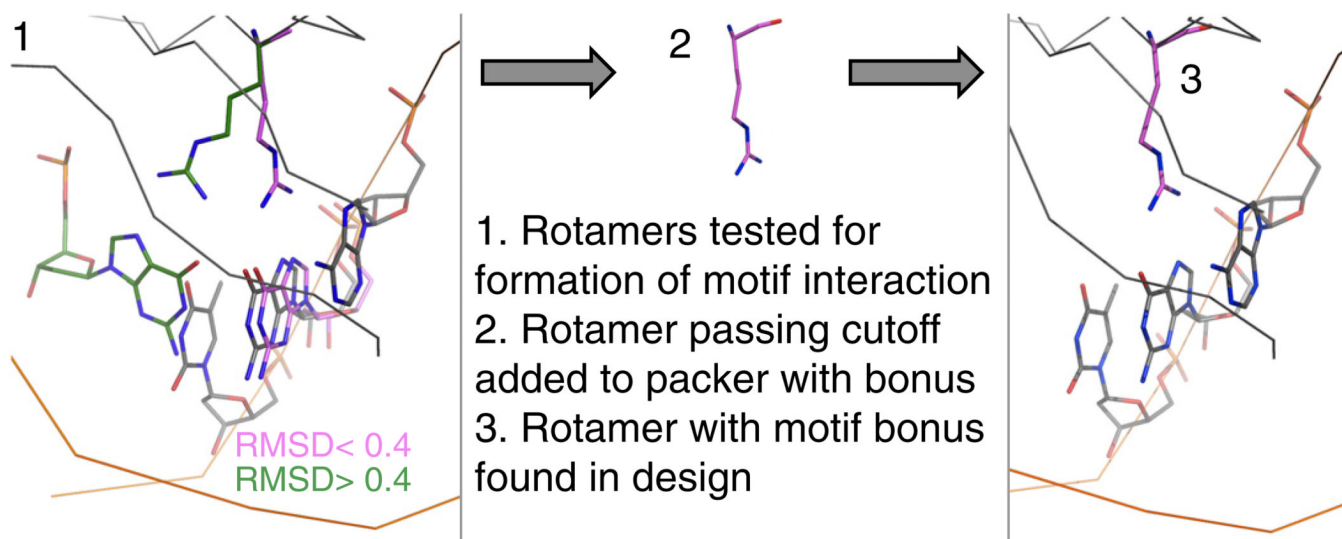 1
RMSD< 0.4
RMSD> 0.4
2
1. Rotamers tested for
formation of motif interaction
2. Rotamer passing cutoff
added to packer with bonus
3. Rotamer with motif bonus
found in design
3